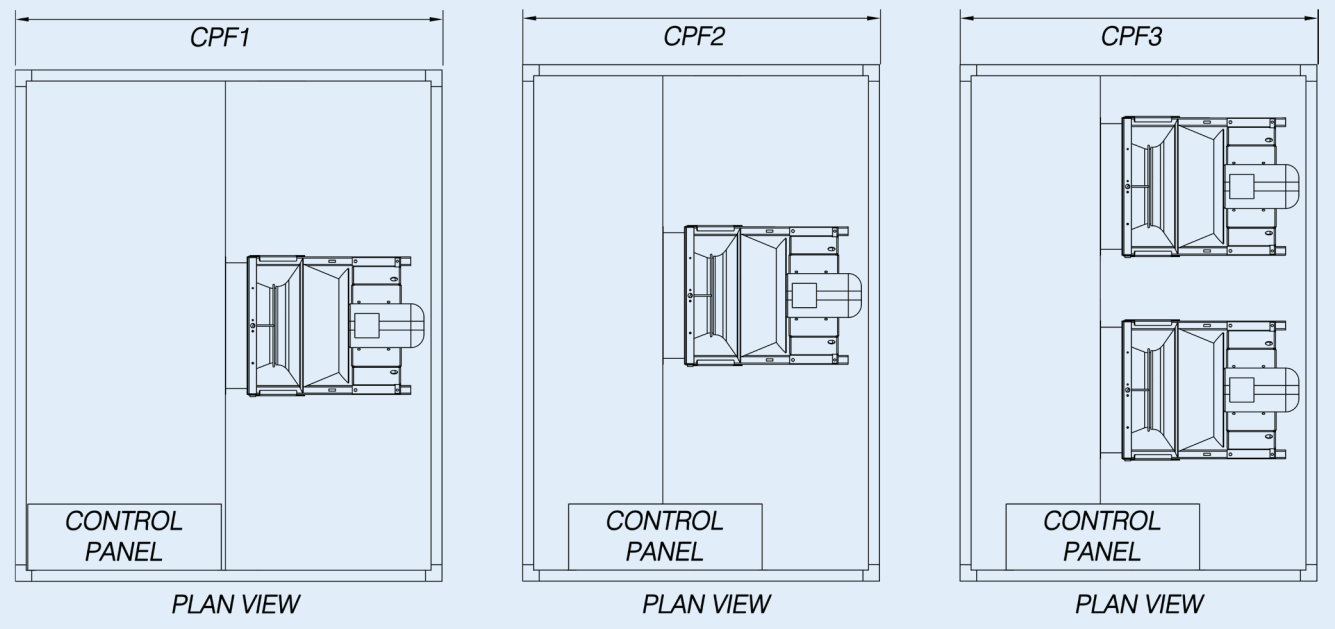 CPF1
CPF2
CPF3
CONTROL
PANEL
CONTROL
PANEL
CONTROL
PANEL
PLAN VIEW
PLAN VIEW
PLAN VIEW